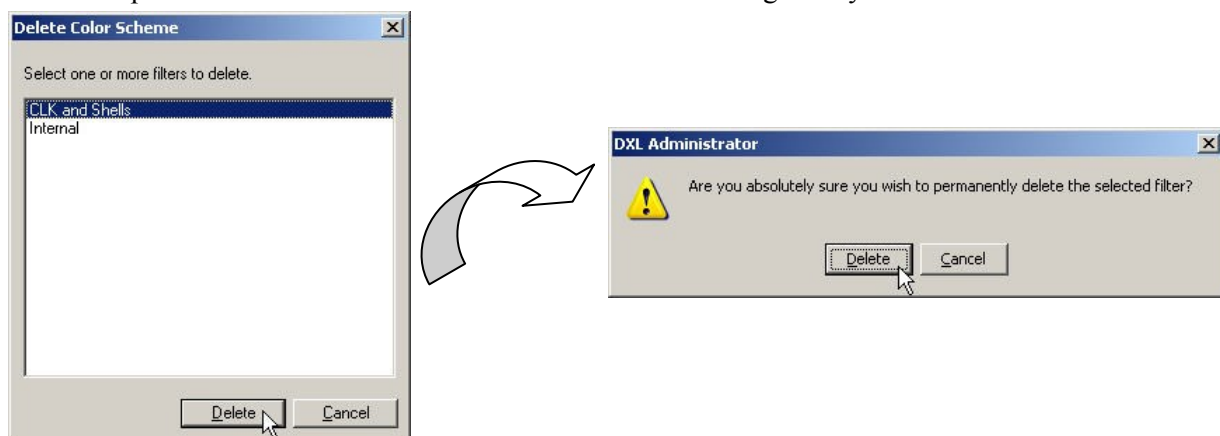 Delete Color Scheme
Select one or more filters to delete.
CLK and Shells
Internal
Delete Cancel
DXL Administrator
Are you absolutely sure you wish to permanently delete the selected filter?
Delete Cancel